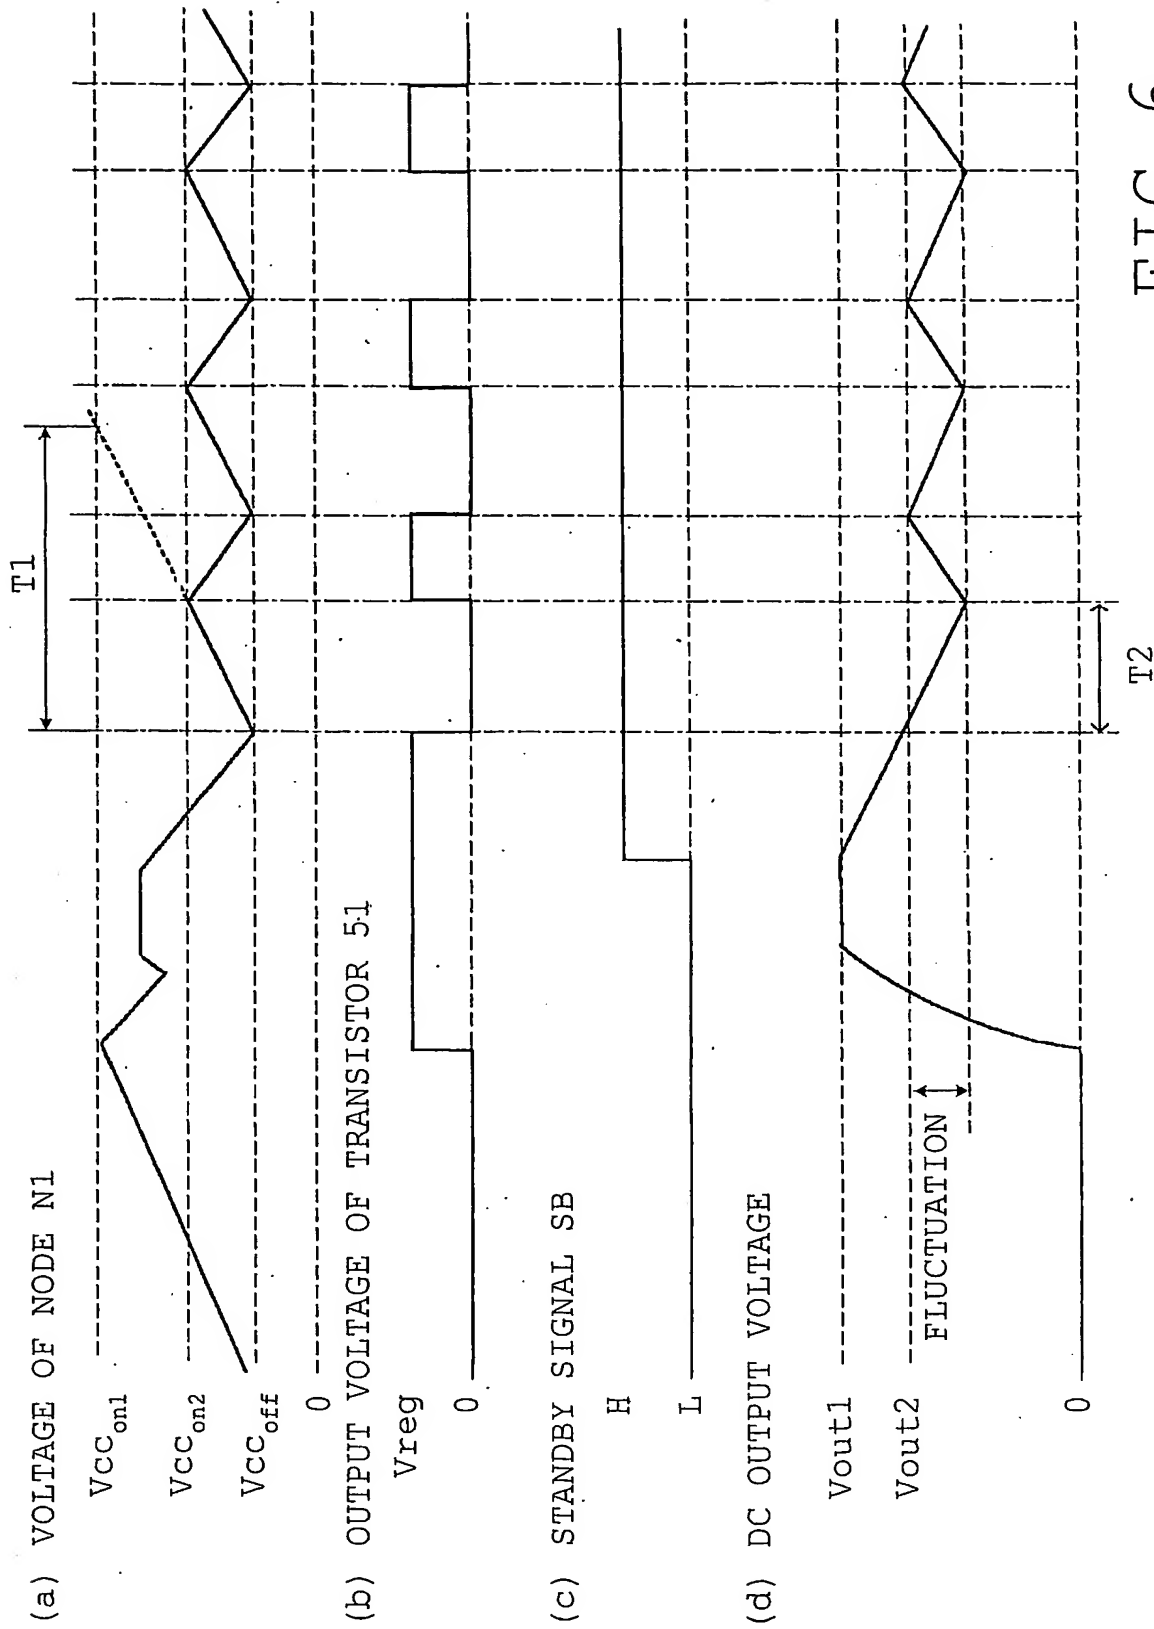 (a) VOLTAGE OF NODE N1
T1
Vcc_on1
Vcc_on2
Vcc_off
0
(b) OUTPUT VOLTAGE OF TRANSISTOR 51
Vreg
0
(c) STANDBY SIGNAL SB
H
L
(d) DC OUTPUT VOLTAGE
Vout1
Vout2
FLUCTUATION
0
T2